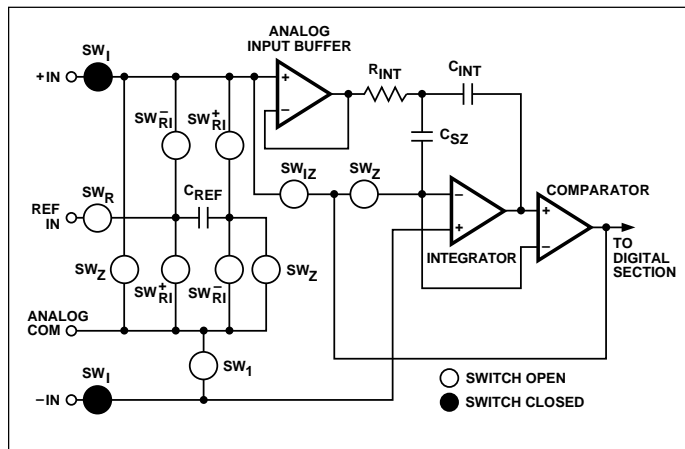 ANALOG
INPUT BUFFER
SWI
+IN
RINT
CINT
SW–RI
SW+RI
CSZ
SWR
CREF
SWIZ
SWZ
REF
IN
COMPARATOR
INTEGRATOR
TO
DIGITAL
SECTION
SWZ
SW+RI
SW–RI
SWZ
ANALOG
COM
SW1
SWI
–IN
SWITCH OPEN
SWITCH CLOSED
+
–
–
+
+
–